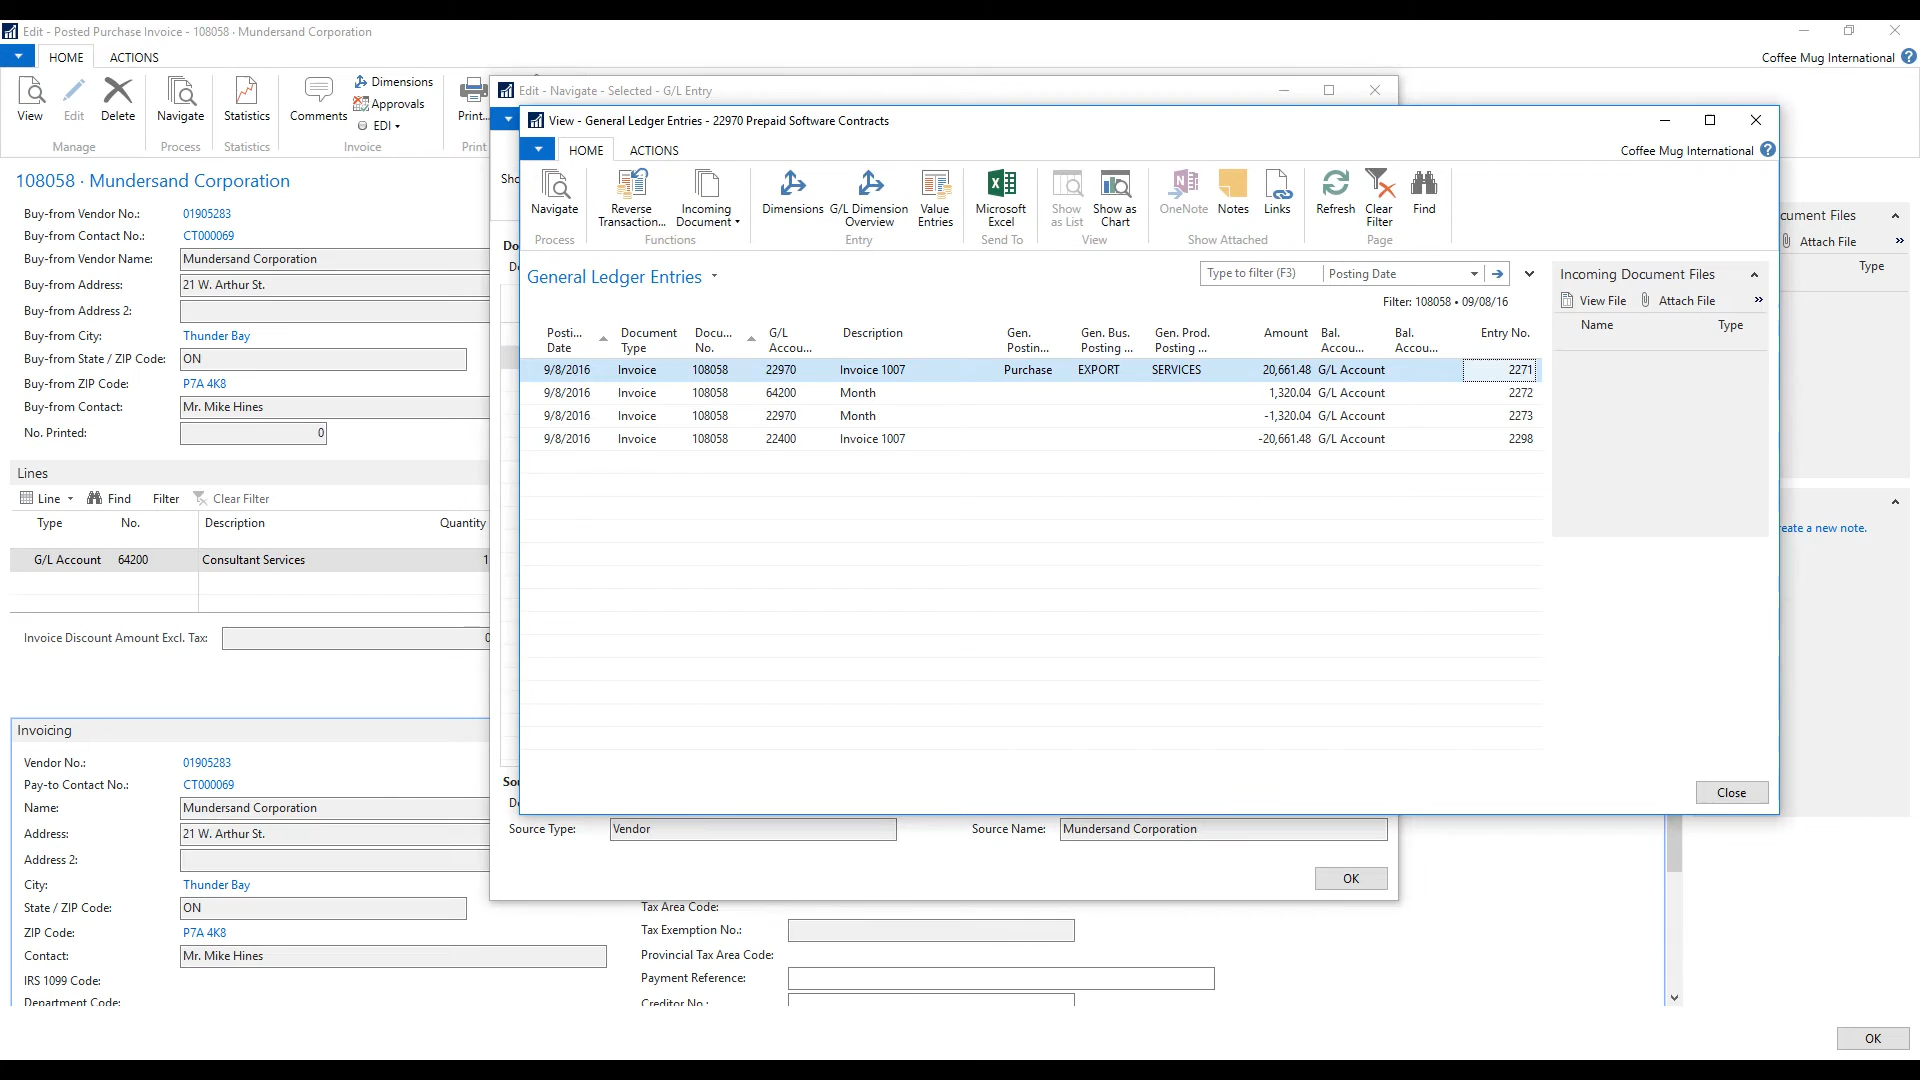 Edit - Posted Purchase Invoice - 108058 · Mundersand Corporation
HOME ACTIONS
Coffee Mug International
View
Edit
Delete
Manage
Navigate
Process
Statistics
Statistics
Comments
Dimensions
Approvals
EDI
Invoice
Print...
Print
108058 · Mundersand Corporation
Buy-from Vendor No.: 01905283
Buy-from Contact No.: CT000069
Buy-from Vendor Name: Mundersand Corporation
Buy-from Address: 21 W. Arthur St.
Buy-from Address 2:
Buy-from City: Thunder Bay
Buy-from State / ZIP Code: ON
Buy-from ZIP Code: P7A 4K8
Buy-from Contact: Mr. Mike Hines
No. Printed: 0
Lines
Line Find Filter Clear Filter
Type No. Description Quantity
G/L Account 64200 Consultant Services 1
Invoice Discount Amount Excl. Tax: 0
Invoicing
Vendor No.: 01905283
Pay-to Contact No.: CT000069
Name: Mundersand Corporation
Address: 21 W. Arthur St.
Address 2:
City: Thunder Bay
State / ZIP Code: ON
ZIP Code: P7A 4K8
Contact: Mr. Mike Hines
IRS 1099 Code:
Department Code:
Tax Area Code:
Tax Exemption No.:
Provincial Tax Area Code:
Payment Reference:
Creditor No.:
Edit - Navigate - Selected - G/L Entry
Sho
Do
De
Sou
Do
Source Type: Vendor
Source Name: Mundersand Corporation
OK
View - General Ledger Entries - 22970 Prepaid Software Contracts
HOME ACTIONS
Coffee Mug International
Navigate
Process
Reverse Transaction...
Incoming Document
Functions
Dimensions
G/L Dimension Overview
Value Entries
Entry
Microsoft Excel
Send To
Show as List
Show as Chart
View
OneNote
Notes
Links
Show Attached
Refresh
Clear Filter
Find
Page
General Ledger Entries
Type to filter (F3) Posting Date
Filter: 108058 • 09/08/16
Posti... Date Document Type Docu... No. G/L Accou... Description Gen. Postin... Gen. Bus. Posting ... Gen. Prod. Posting ... Amount Bal. Accou... Bal. Accou... Entry No.
9/8/2016 Invoice 108058 22970 Invoice 1007 Purchase EXPORT SERVICES 20,661.48 G/L Account 2271
9/8/2016 Invoice 108058 64200 Month 1,320.04 G/L Account 2272
9/8/2016 Invoice 108058 22970 Month -1,320.04 G/L Account 2273
9/8/2016 Invoice 108058 22400 Invoice 1007 -20,661.48 G/L Account 2298
Incoming Document Files
View File Attach File »
Name Type
Close
cument Files
Attach File »
Type
reate a new note.
OK